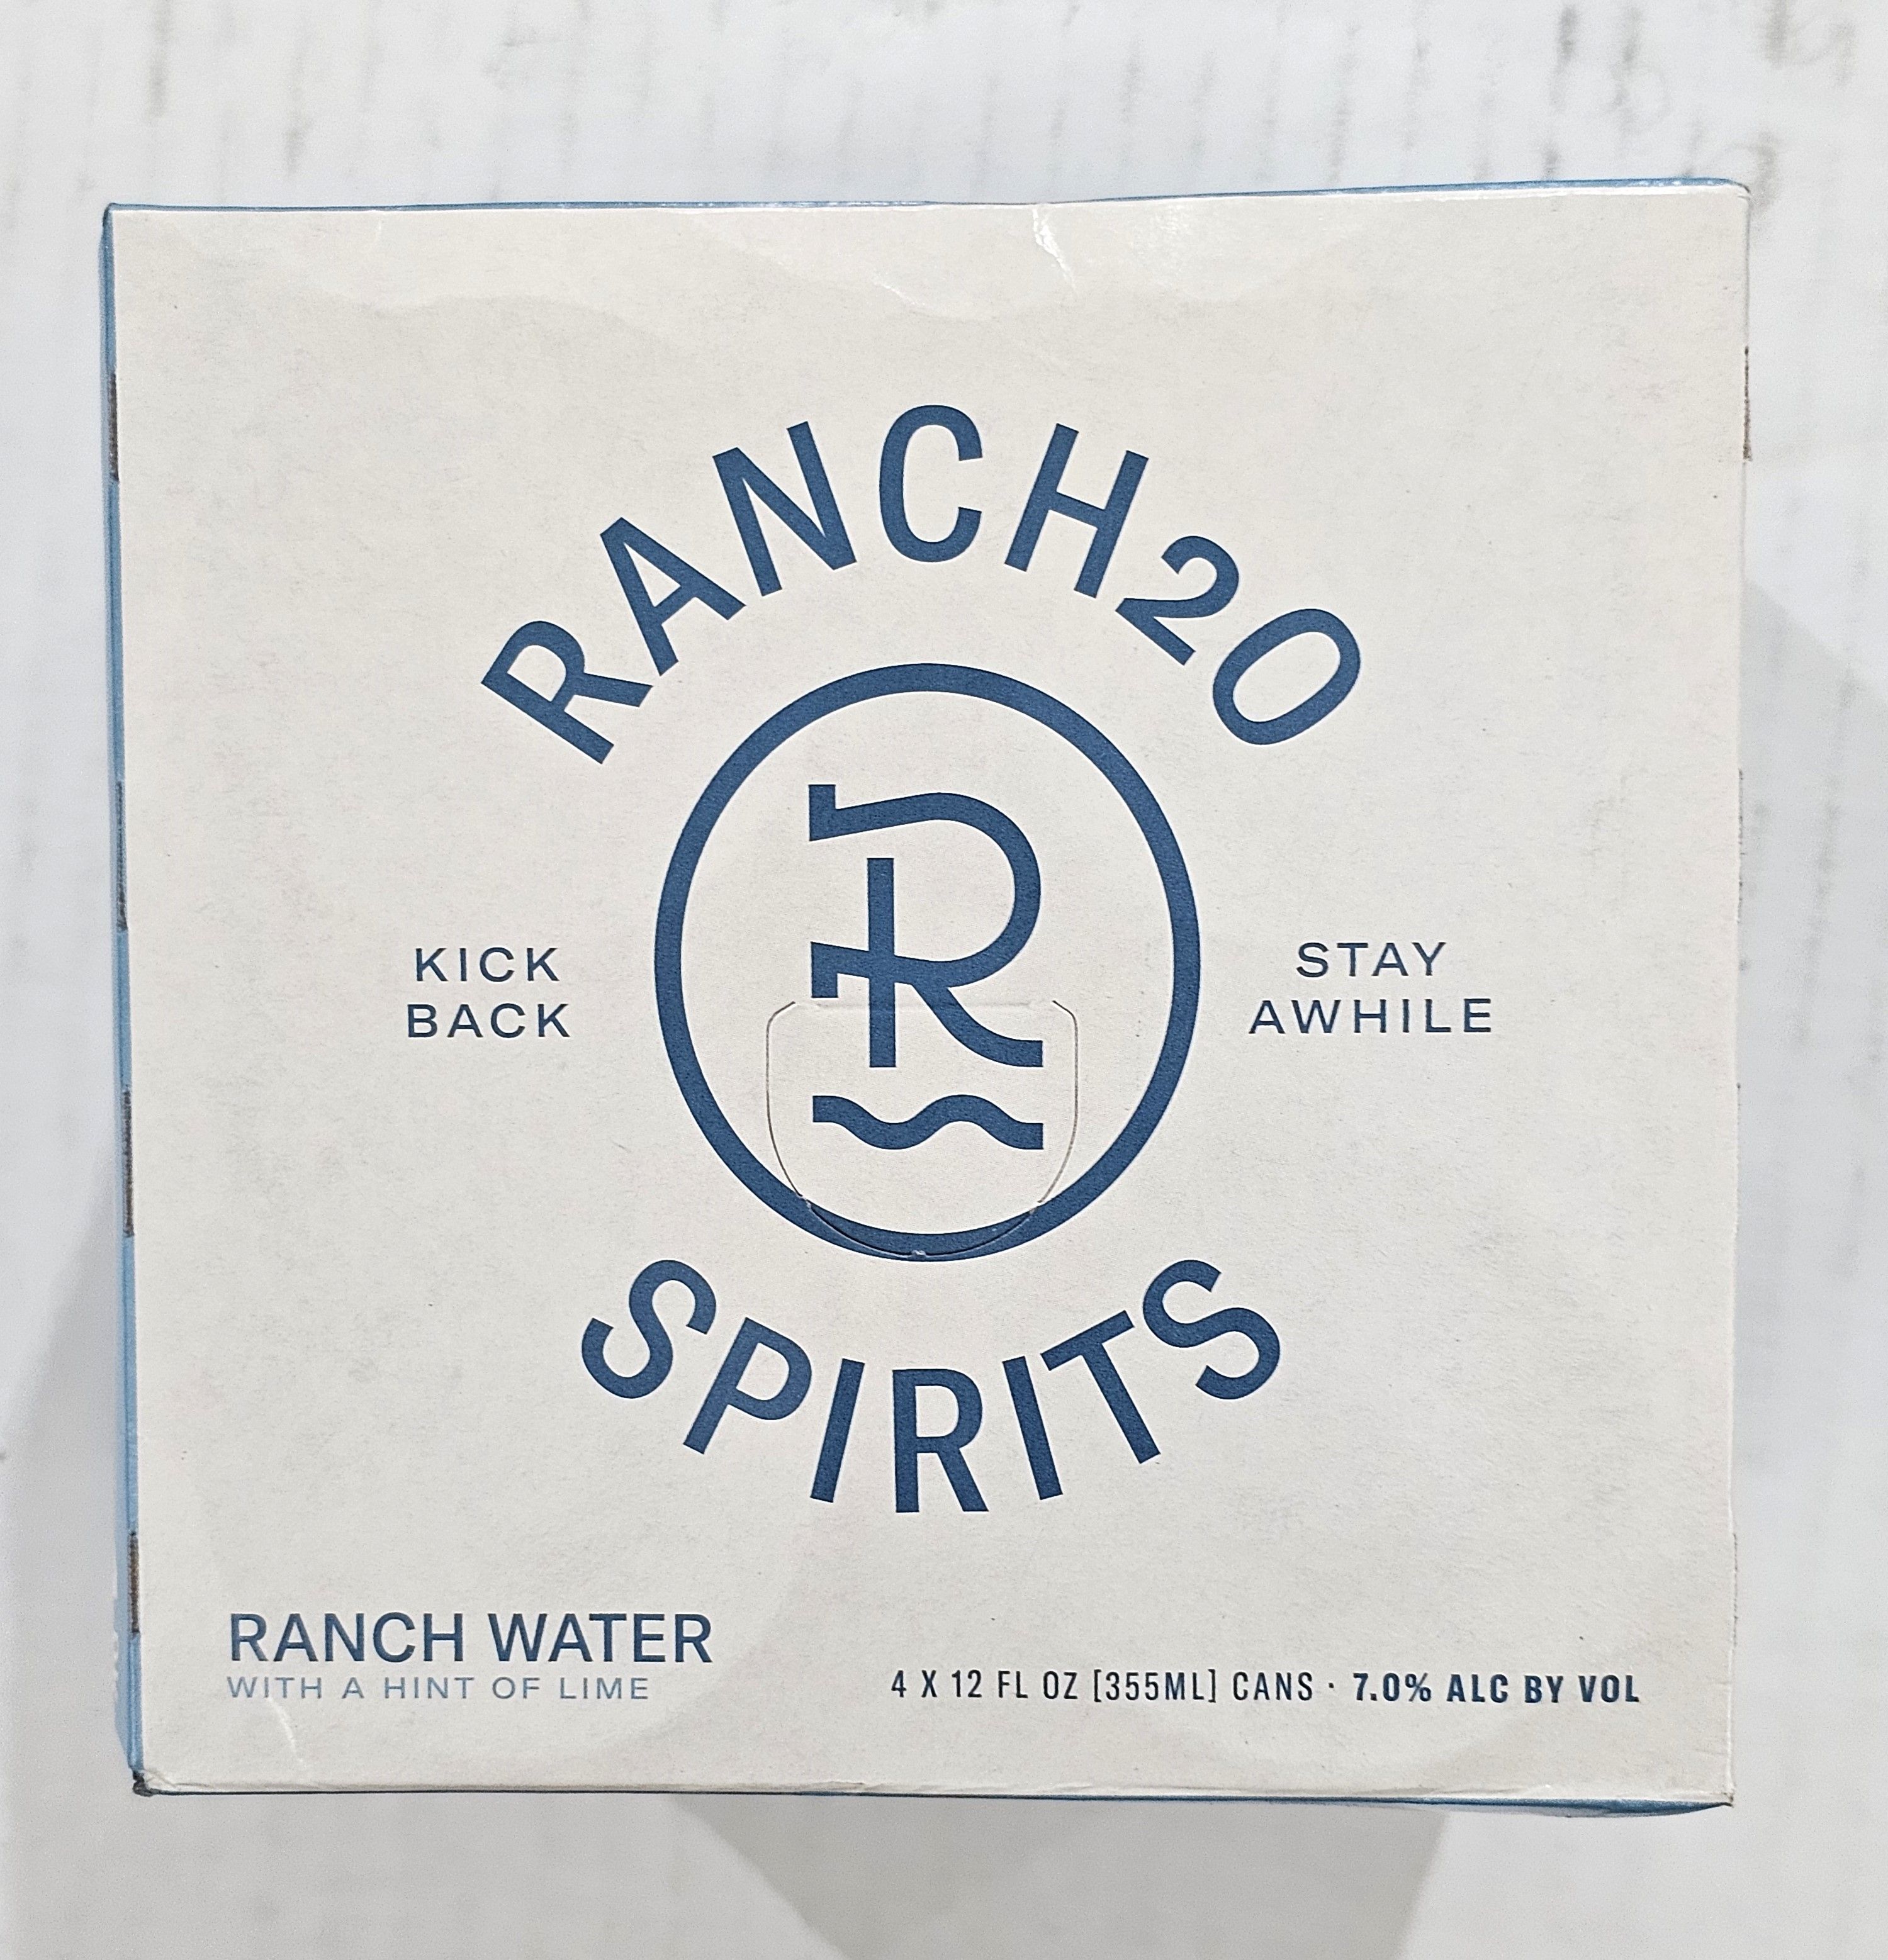 RANCH2O
R
KICK
BACK
STAY
AWHILE
SPIRITS
RANCH WATER
WITH A HINT OF LIME
4 X 12 FL OZ [355ML] CANS · 7.0% ALC BY VOL